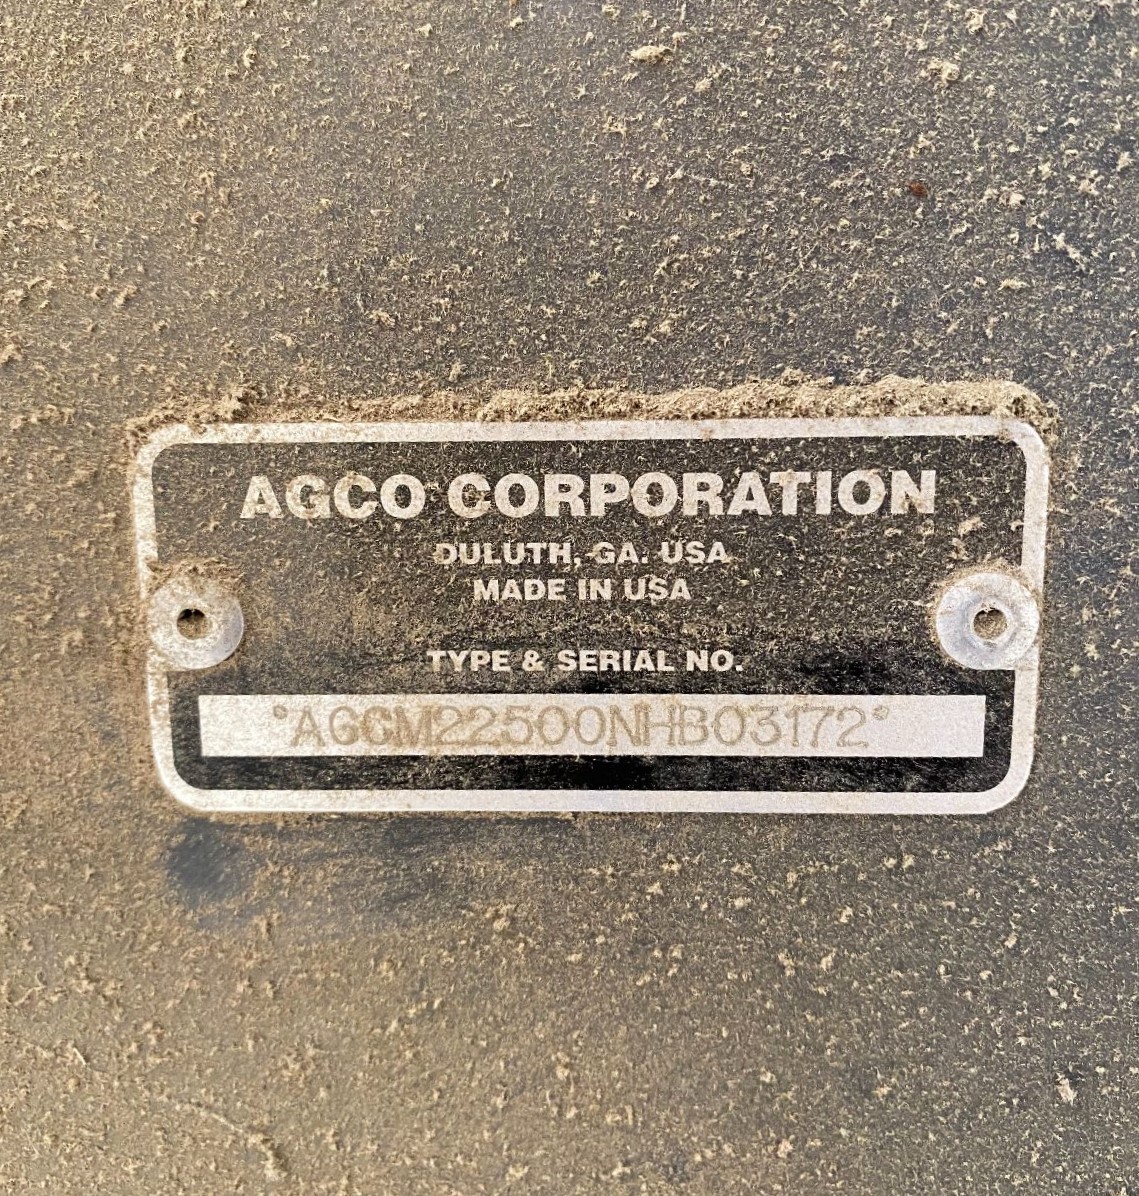 AGCO CORPORATION
DULUTH, GA. USA
MADE IN USA
TYPE & SERIAL NO.
*AGCM22500NHB03172*